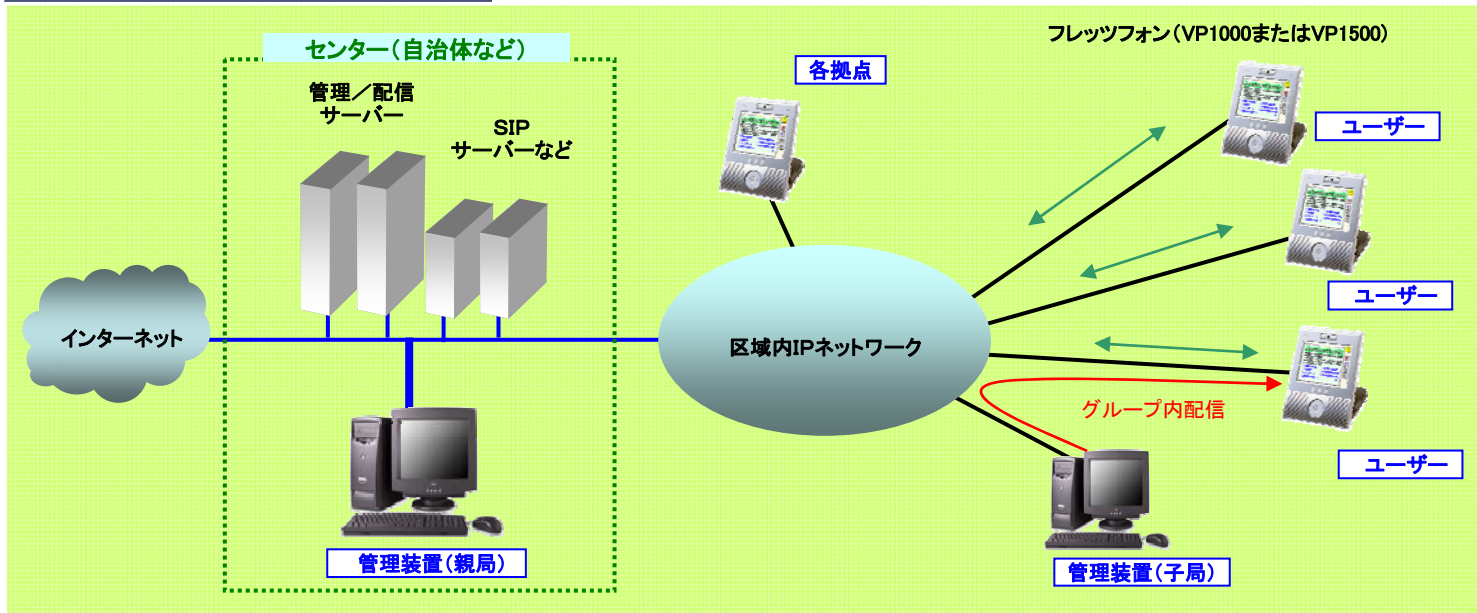 フレッツフォン(VP1000またはVP1500)
センター(自治体など)
各拠点
管理/配信
サーバー
SIP
サーバーなど
ユーザー
ユーザー
インターネット
区域内IPネットワーク
グループ内配信
ユーザー
管理装置(親局)
管理装置(子局)